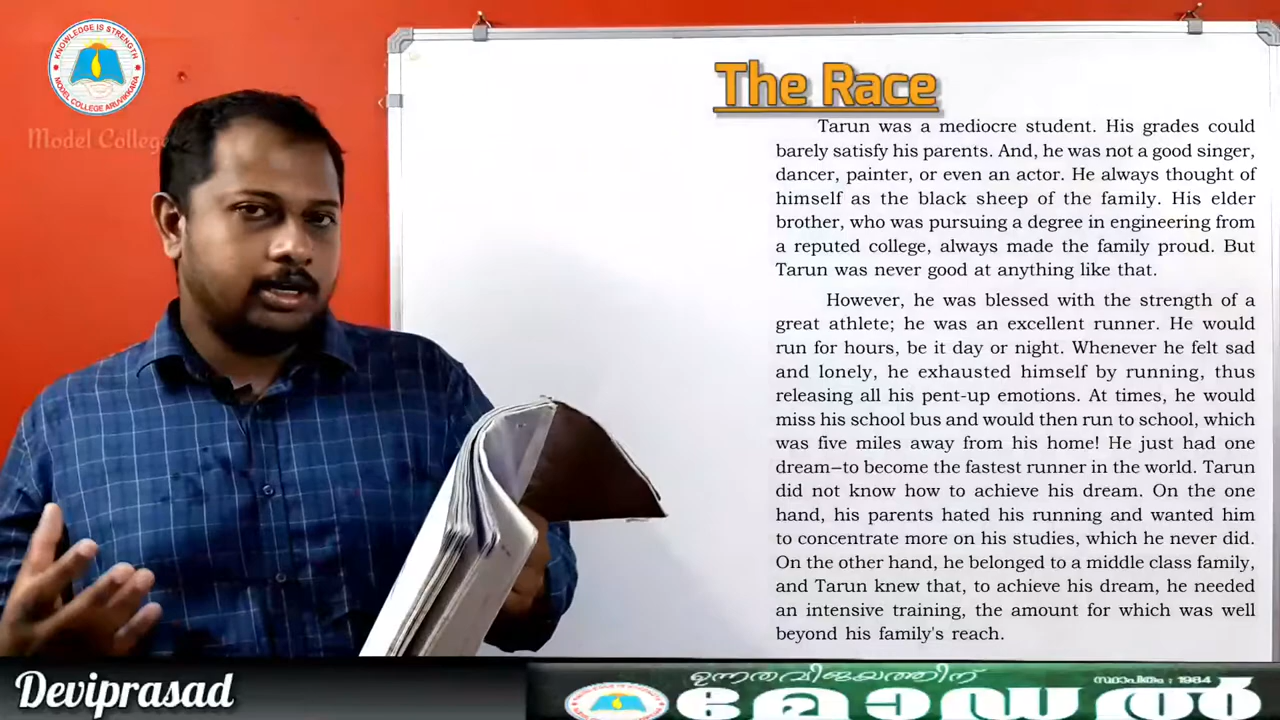 KNOWLEDGE IS STRENGTH
MODEL COLLEGE ARUVIKKARA
Model College
The Race
Tarun was a mediocre student. His grades could
barely satisfy his parents. And, he was not a good singer,
dancer, painter, or even an actor. He always thought of
himself as the black sheep of the family. His elder
brother, who was pursuing a degree in engineering from
a reputed college, always made the family proud. But
Tarun was never good at anything like that.
However, he was blessed with the strength of a
great athlete; he was an excellent runner. He would
run for hours, be it day or night. Whenever he felt sad
and lonely, he exhausted himself by running, thus
releasing all his pent-up emotions. At times, he would
miss his school bus and would then run to school, which
was five miles away from his home! He just had one
dream—to become the fastest runner in the world. Tarun
did not know how to achieve his dream. On the one
hand, his parents hated his running and wanted him
to concentrate more on his studies, which he never did.
On the other hand, he belonged to a middle class family,
and Tarun knew that, to achieve his dream, he needed
an intensive training, the amount for which was well
beyond his family's reach.
Deviprasad
ഉന്നതവിജയത്തിന്
സ്ഥാപിതം : 1984
മോഡൽ
KNOWLEDGE IS STRENGTH